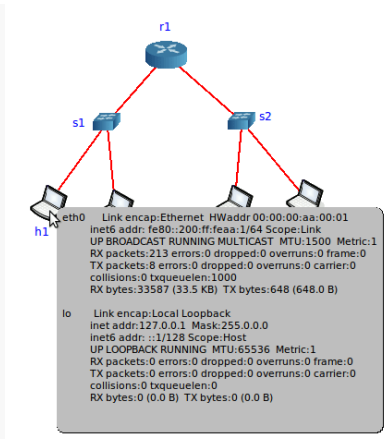 r1
s1
s2
h1
eth0 Link encap:Ethernet HWaddr 00:00:00:aa:00:01
inet6 addr: fe80::200:ff:feaa:1/64 Scope:Link
UP BROADCAST RUNNING MULTICAST MTU:1500 Metric:1
RX packets:213 errors:0 dropped:0 overruns:0 frame:0
TX packets:8 errors:0 dropped:0 overruns:0 carrier:0
collisions:0 txqueuelen:1000
RX bytes:33587 (33.5 KB) TX bytes:648 (648.0 B)
lo Link encap:Local Loopback
inet addr:127.0.0.1 Mask:255.0.0.0
inet6 addr: ::1/128 Scope:Host
UP LOOPBACK RUNNING MTU:65536 Metric:1
RX packets:0 errors:0 dropped:0 overruns:0 frame:0
TX packets:0 errors:0 dropped:0 overruns:0 carrier:0
collisions:0 txqueuelen:0
RX bytes:0 (0.0 B) TX bytes:0 (0.0 B)